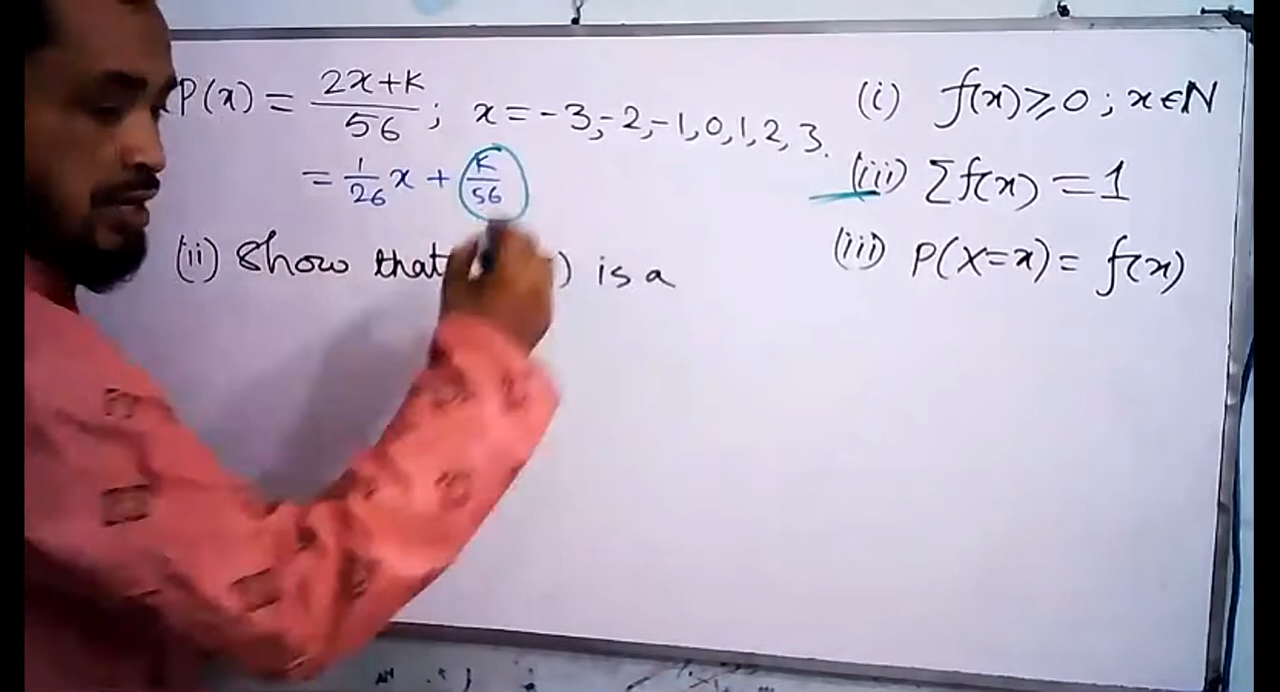 P(x) = (2x+K)/56 ; x = -3, -2, -1, 0, 1, 2, 3.
= 1/26 x + K/56
(ii) Show that ) is a
(i) f(x) ≥ 0 ; x ∈ N
(iii) Σ f(x) = 1
(iii) P(X=x) = f(x)